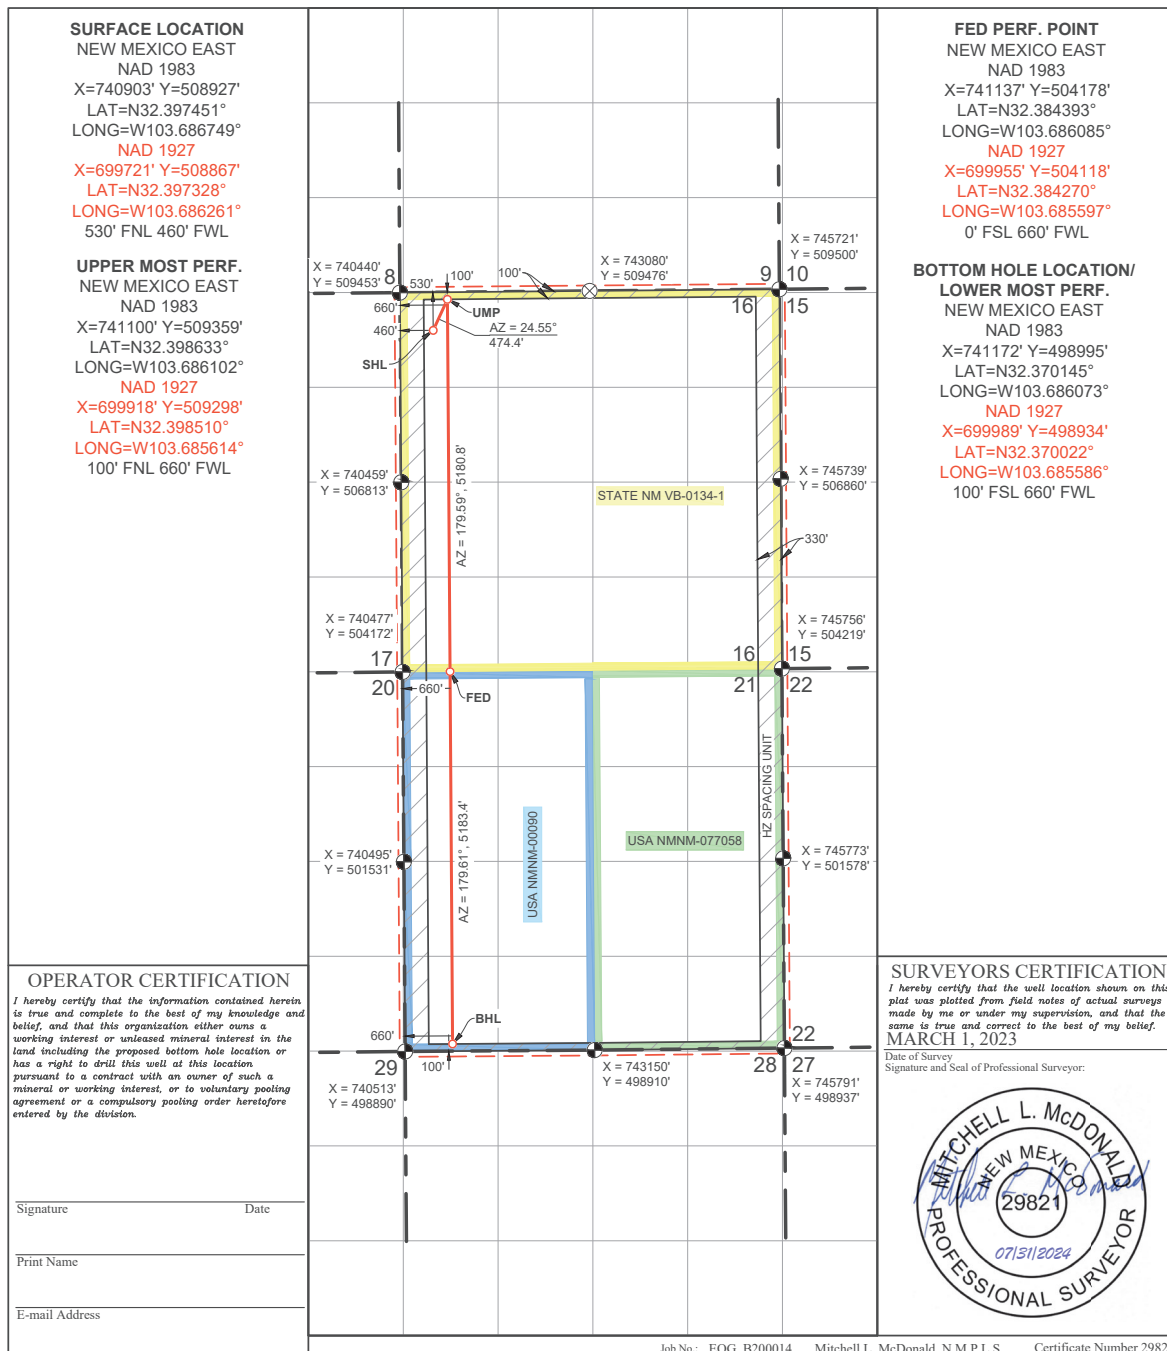 SURFACE LOCATION
NEW MEXICO EAST
NAD 1983
X=740903' Y=508927'
LAT=N32.397451°
LONG=W103.686749°
NAD 1927
X=699721' Y=508867'
LAT=N32.397328°
LONG=W103.686261°
530' FNL 460' FWL
UPPER MOST PERF.
NEW MEXICO EAST
NAD 1983
X=741100' Y=509359'
LAT=N32.398633°
LONG=W103.686102°
NAD 1927
X=699918' Y=509298'
LAT=N32.398510°
LONG=W103.685614°
100' FNL 660' FWL
FED PERF. POINT
NEW MEXICO EAST
NAD 1983
X=741137' Y=504178'
LAT=N32.384393°
LONG=W103.686085°
NAD 1927
X=699955' Y=504118'
LAT=N32.384270°
LONG=W103.685597°
0' FSL 660' FWL
BOTTOM HOLE LOCATION/
LOWER MOST PERF.
NEW MEXICO EAST
NAD 1983
X=741172' Y=498995'
LAT=N32.370145°
LONG=W103.686073°
NAD 1927
X=699989' Y=498934'
LAT=N32.370022°
LONG=W103.685586°
100' FSL 660' FWL
X = 740440'
Y = 509453'
8
530'
100'
100'
X = 743080'
Y = 509476'
X = 745721'
Y = 509500'
9 10
16 15
660'
UMP
460'
AZ = 24.55°
474.4'
SHL
X = 740459'
Y = 506813'
AZ = 179.59°, 5180.8'
STATE NM VB-0134-1
X = 745739'
Y = 506860'
330'
X = 740477'
Y = 504172'
X = 745756'
Y = 504219'
17
16 15
20
660'
FED
21 22
HZ SPACING UNIT
X = 740495'
Y = 501531'
AZ = 179.61°, 5183.4'
USA NMNM-00090
USA NMNM-077058
X = 745773'
Y = 501578'
660'
BHL
22
29
100'
28 27
X = 740513'
Y = 498890'
X = 743150'
Y = 498910'
X = 745791'
Y = 498937'
OPERATOR CERTIFICATION
I hereby certify that the information contained herein
is true and complete to the best of my knowledge and
belief, and that this organization either owns a
working interest or unleased mineral interest in the
land including the proposed bottom hole location or
has a right to drill this well at this location
pursuant to a contract with an owner of such a
mineral or working interest, or to voluntary pooling
agreement or a compulsory pooling order heretofore
entered by the division.
Signature Date
Print Name
E-mail Address
SURVEYORS CERTIFICATION
I hereby certify that the well location shown on this
plat was plotted from field notes of actual surveys
made by me or under my supervision, and that the
same is true and correct to the best of my belief.
MARCH 1, 2023
Date of Survey
Signature and Seal of Professional Surveyor:
MITCHELL L. McDONALD
NEW MEXICO
29821
07/31/2024
PROFESSIONAL SURVEYOR
Job No.: EOG_B200014 Mitchell L. McDonald, N.M.P.L.S. Certificate Number 2982